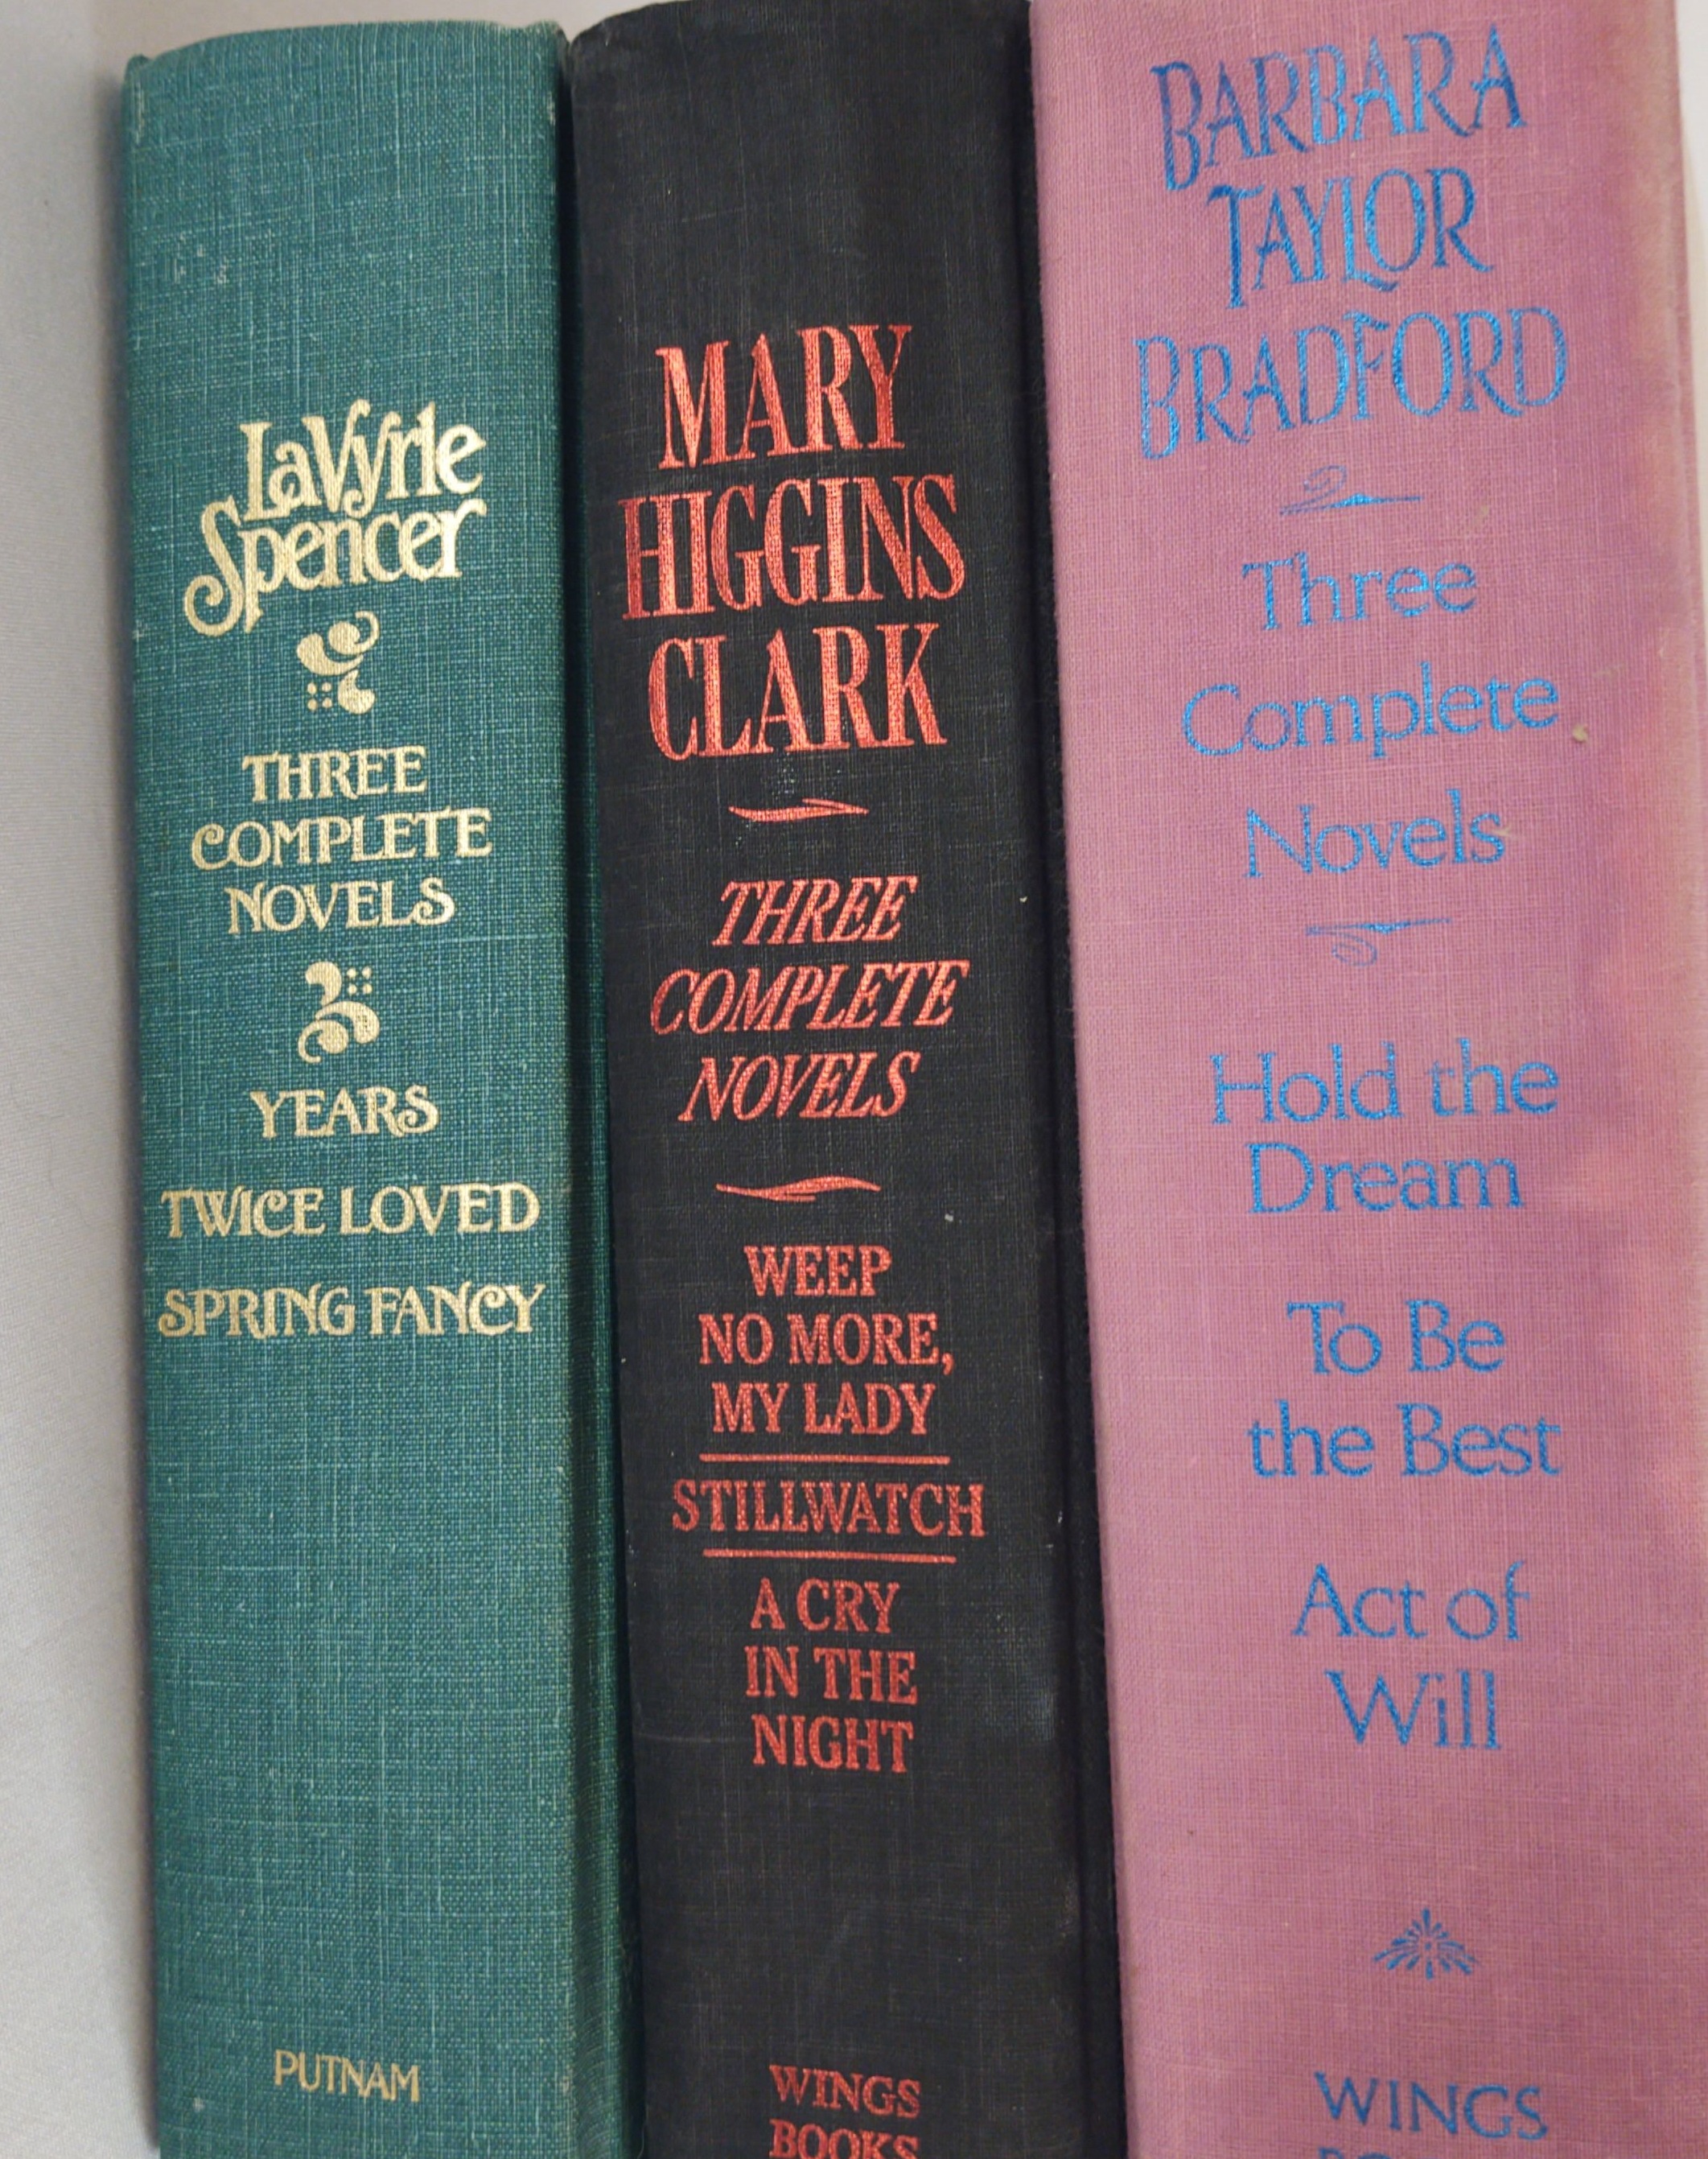 LaVyrle
Spencer
THREE
COMPLETE
NOVELS
YEARS
TWICE LOVED
SPRING FANCY
PUTNAM
MARY
HIGGINS
CLARK
THREE
COMPLETE
NOVELS
WEEP
NO MORE,
MY LADY
STILLWATCH
A CRY
IN THE
NIGHT
WINGS
BOOKS
BARBARA
TAYLOR
BRADFORD
Three
Complete
Novels
Hold the
Dream
To Be
the Best
Act of
Will
WINGS